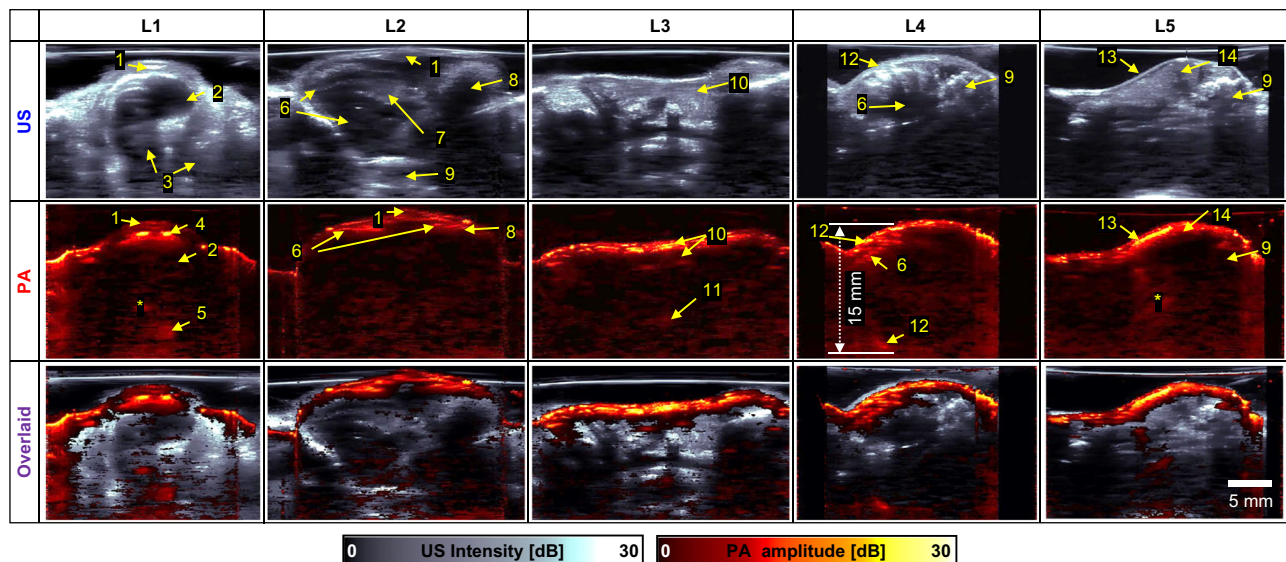 L1 L2 L3 L4 L5
US
1 2 3
1 8 6 7 9
10
12 9 6
13 14 9
PA
1 4 2 * 5
1 6 8
10 11
12 6 15 mm 12
13 14 9 *
Overlaid
5 mm
0 US Intensity [dB] 30
0 PA amplitude [dB] 30